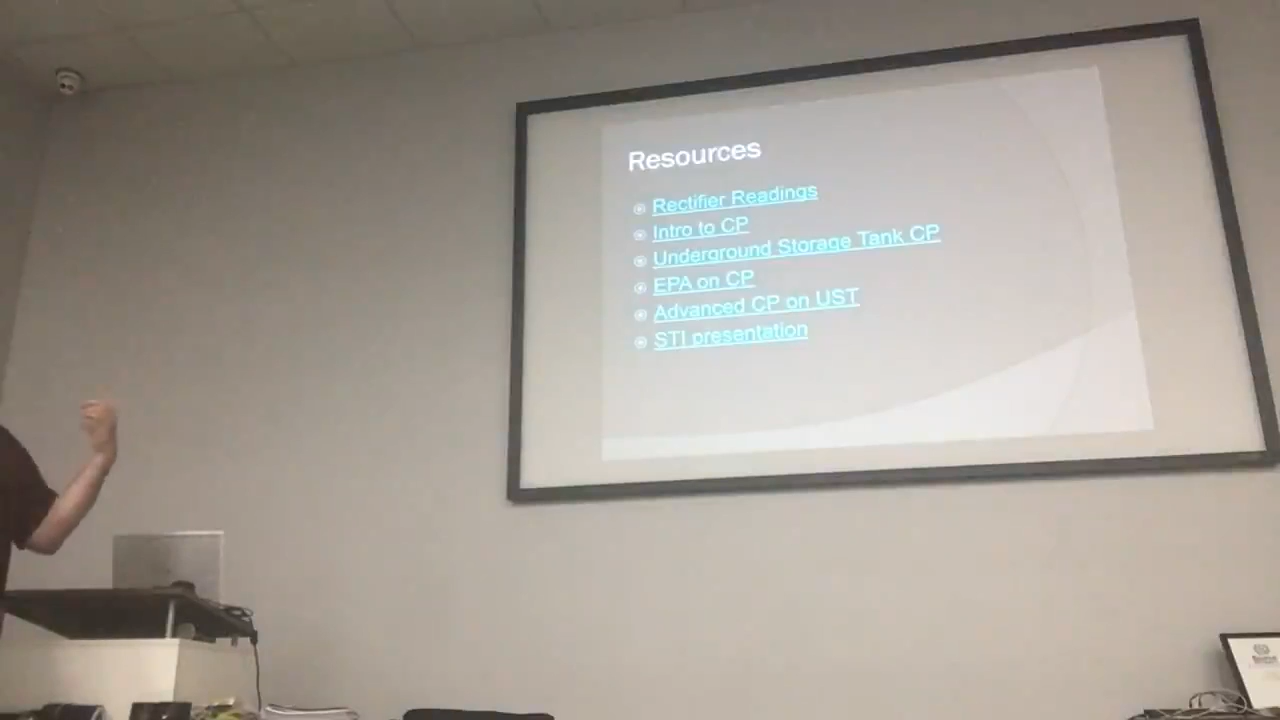 Resources
Rectifier Readings
Intro to CP
Underground Storage Tank CP
EPA on CP
Advanced CP on UST
STI presentation